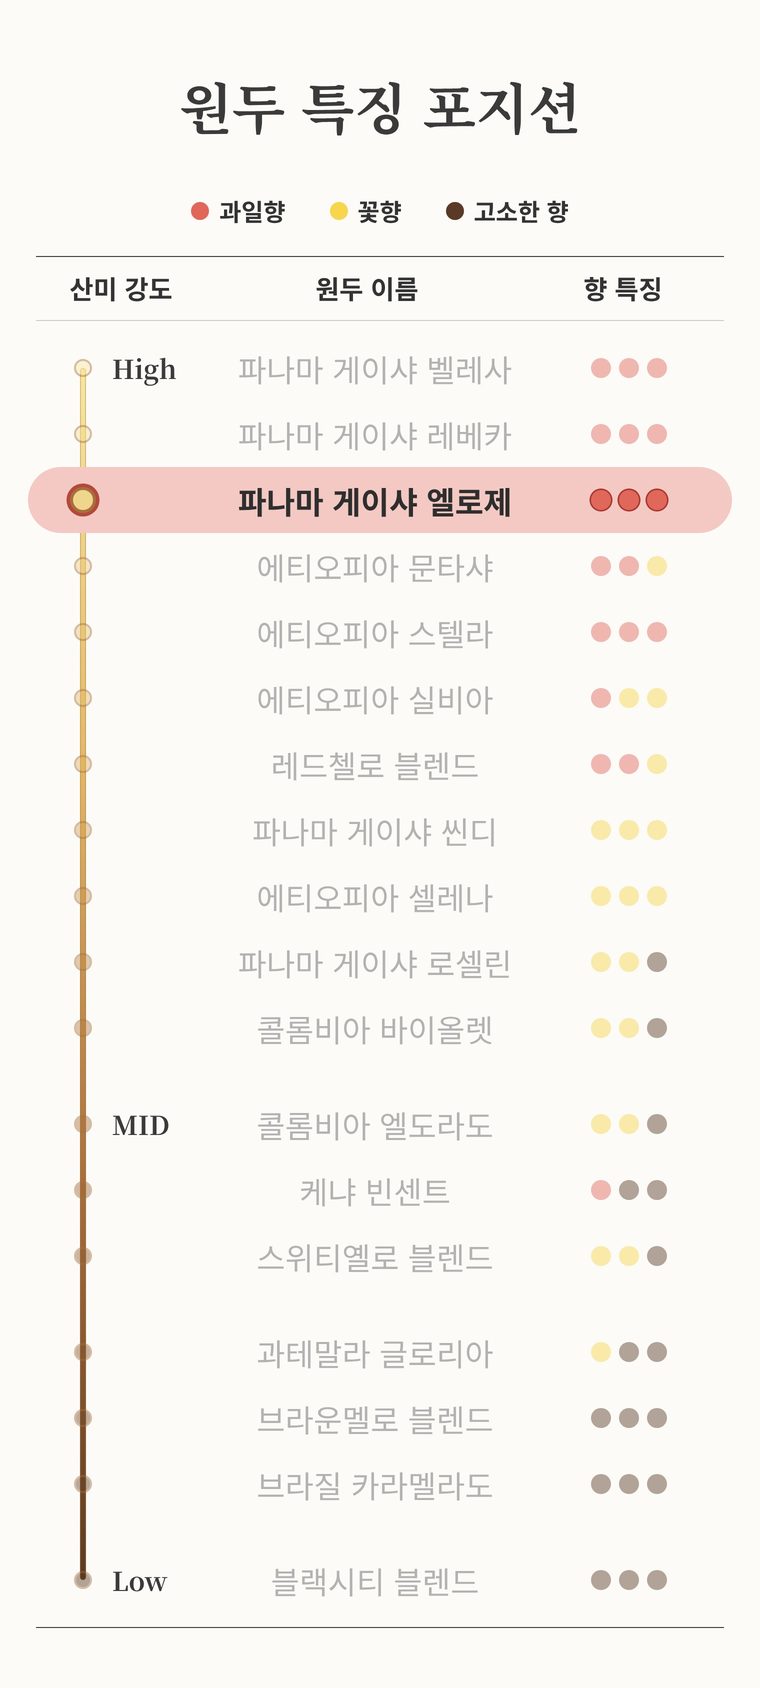 원두 특징 포지션
과일향 꽃향 고소한 향
산미 강도 원두 이름 향 특징
High 파나마 게이샤 벨레사
파나마 게이샤 레베카
파나마 게이샤 엘로제
에티오피아 문타샤
에티오피아 스텔라
에티오피아 실비아
레드첼로 블렌드
파나마 게이샤 씬디
에티오피아 셀레나
파나마 게이샤 로셀린
콜롬비아 바이올렛
MID 콜롬비아 엘도라도
케냐 빈센트
스위티옐로 블렌드
과테말라 글로리아
브라운멜로 블렌드
브라질 카라멜라도
Low 블랙시티 블렌드